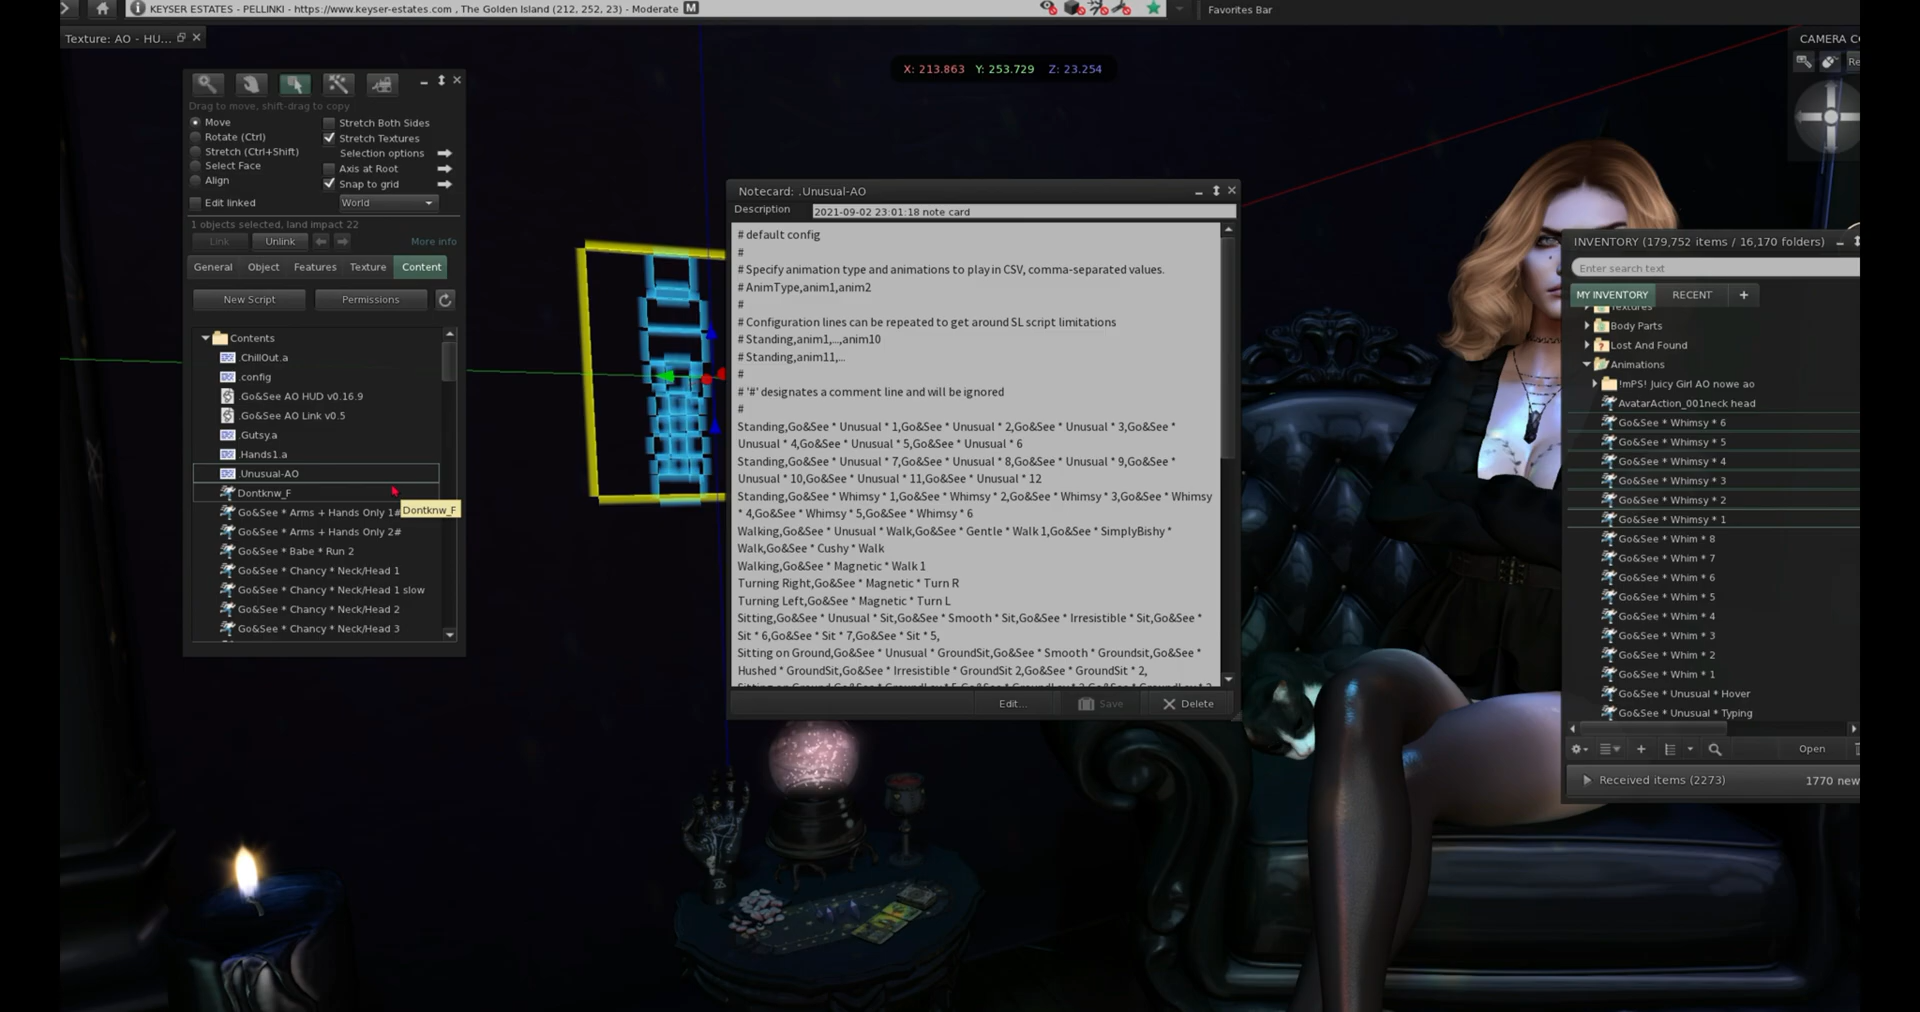 KEYSER ESTATES - PELLINKI - https://www.keyser-estates.com , The Golden Island (212, 252, 23) - Moderate M
Favorites Bar
Texture: AO - HU...
CAMERA C
X: 213.863 Y: 253.729 Z: 23.254
Re
Drag to move, shift-drag to copy
Move
Rotate (Ctrl)
Stretch (Ctrl+Shift)
Select Face
Align
Edit linked
Stretch Both Sides
Stretch Textures
Selection options
Axis at Root
Snap to grid
World
1 objects selected, land impact 22
Link
Unlink
More info
General Object Features Texture Content
New Script
Permissions
Contents
.ChillOut.a
.config
.Go&See AO HUD v0.16.9
.Go&See AO Link v0.5
.Gutsy.a
.Hands1.a
.Unusual-AO
Dontknw_F
Go&See * Arms + Hands Only 1#
Go&See * Arms + Hands Only 2#
Go&See * Babe * Run 2
Go&See * Chancy * Neck/Head 1
Go&See * Chancy * Neck/Head 1 slow
Go&See * Chancy * Neck/Head 2
Go&See * Chancy * Neck/Head 3
Dontknw_F
Notecard: .Unusual-AO
Description
2021-09-02 23:01:18 note card
# default config
#
# Specify animation type and animations to play in CSV, comma-separated values.
# AnimType,anim1,anim2
#
# Configuration lines can be repeated to get around SL script limitations
# Standing,anim1,...,anim10
# Standing,anim11,...
#
# '#' designates a comment line and will be ignored
#
Standing,Go&See * Unusual * 1,Go&See * Unusual * 2,Go&See * Unusual * 3,Go&See *
Unusual * 4,Go&See * Unusual * 5,Go&See * Unusual * 6
Standing,Go&See * Unusual * 7,Go&See * Unusual * 8,Go&See * Unusual * 9,Go&See *
Unusual * 10,Go&See * Unusual * 11,Go&See * Unusual * 12
Standing,Go&See * Whimsy * 1,Go&See * Whimsy * 2,Go&See * Whimsy * 3,Go&See * Whimsy
* 4,Go&See * Whimsy * 5,Go&See * Whimsy * 6
Walking,Go&See * Unusual * Walk,Go&See * Gentle * Walk 1,Go&See * SimplyBishy *
Walk,Go&See * Cushy * Walk
Walking,Go&See * Magnetic * Walk 1
Turning Right,Go&See * Magnetic * Turn R
Turning Left,Go&See * Magnetic * Turn L
Sitting,Go&See * Unusual * Sit,Go&See * Smooth * Sit,Go&See * Irresistible * Sit,Go&See *
Sit * 6,Go&See * Sit * 7,Go&See * Sit * 5,
Sitting on Ground,Go&See * Unusual * GroundSit,Go&See * Smooth * Groundsit,Go&See *
Hushed * GroundSit,Go&See * Irresistible * GroundSit 2,Go&See * GroundSit * 2,
Edit...
Save
Delete
INVENTORY (179,752 items / 16,170 folders)
Enter search text
MY INVENTORY
RECENT
+
Textures
Body Parts
Lost And Found
Animations
!mPS! Juicy Girl AO nowe ao
AvatarAction_001neck head
Go&See * Whimsy * 6
Go&See * Whimsy * 5
Go&See * Whimsy * 4
Go&See * Whimsy * 3
Go&See * Whimsy * 2
Go&See * Whimsy * 1
Go&See * Whim * 8
Go&See * Whim * 7
Go&See * Whim * 6
Go&See * Whim * 5
Go&See * Whim * 4
Go&See * Whim * 3
Go&See * Whim * 2
Go&See * Whim * 1
Go&See * Unusual * Hover
Go&See * Unusual * Typing
Open
Received items (2273)
1770 new